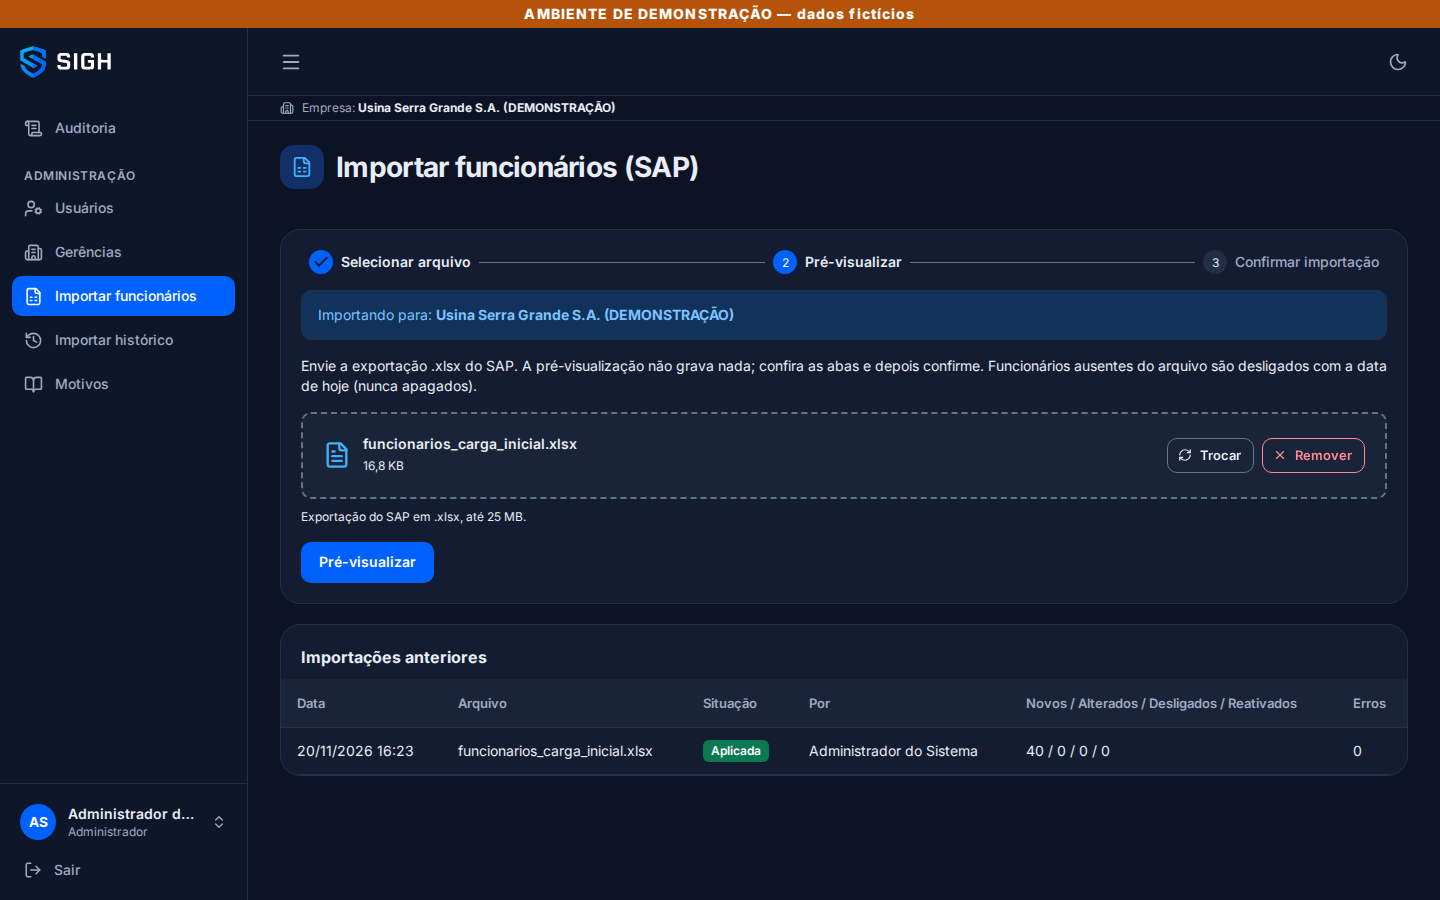 AMBIENTE DE DEMONSTRAÇÃO — dados fictícios
SIGH
Auditoria
ADMINISTRAÇÃO
Usuários
Gerências
Importar funcionários
Importar histórico
Motivos
AS
Administrador d...
Administrador
Sair
Empresa: Usina Serra Grande S.A. (DEMONSTRAÇÃO)
Importar funcionários (SAP)
Selecionar arquivo
2 Pré-visualizar
3 Confirmar importação
Importando para: Usina Serra Grande S.A. (DEMONSTRAÇÃO)
Envie a exportação .xlsx do SAP. A pré-visualização não grava nada; confira as abas e depois confirme. Funcionários ausentes do arquivo são desligados com a data
de hoje (nunca apagados).
funcionarios_carga_inicial.xlsx
16,8 KB
Trocar
Remover
Exportação do SAP em .xlsx, até 25 MB.
Pré-visualizar
Importações anteriores
Data Arquivo Situação Por Novos / Alterados / Desligados / Reativados Erros
20/11/2026 16:23 funcionarios_carga_inicial.xlsx Aplicada Administrador do Sistema 40 / 0 / 0 / 0 0